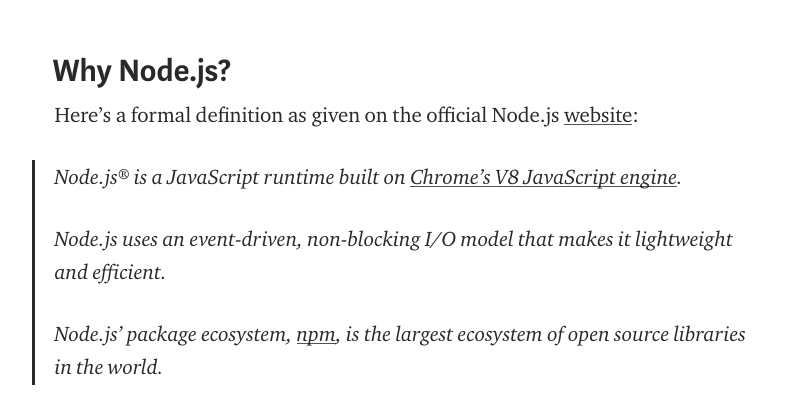 Why Node.js?
Here’s a formal definition as given on the official Node.js website:
Node.js® is a JavaScript runtime built on Chrome’s V8 JavaScript engine.
Node.js uses an event-driven, non-blocking I/O model that makes it lightweight
and efficient.
Node.js’ package ecosystem, npm, is the largest ecosystem of open source libraries
in the world.